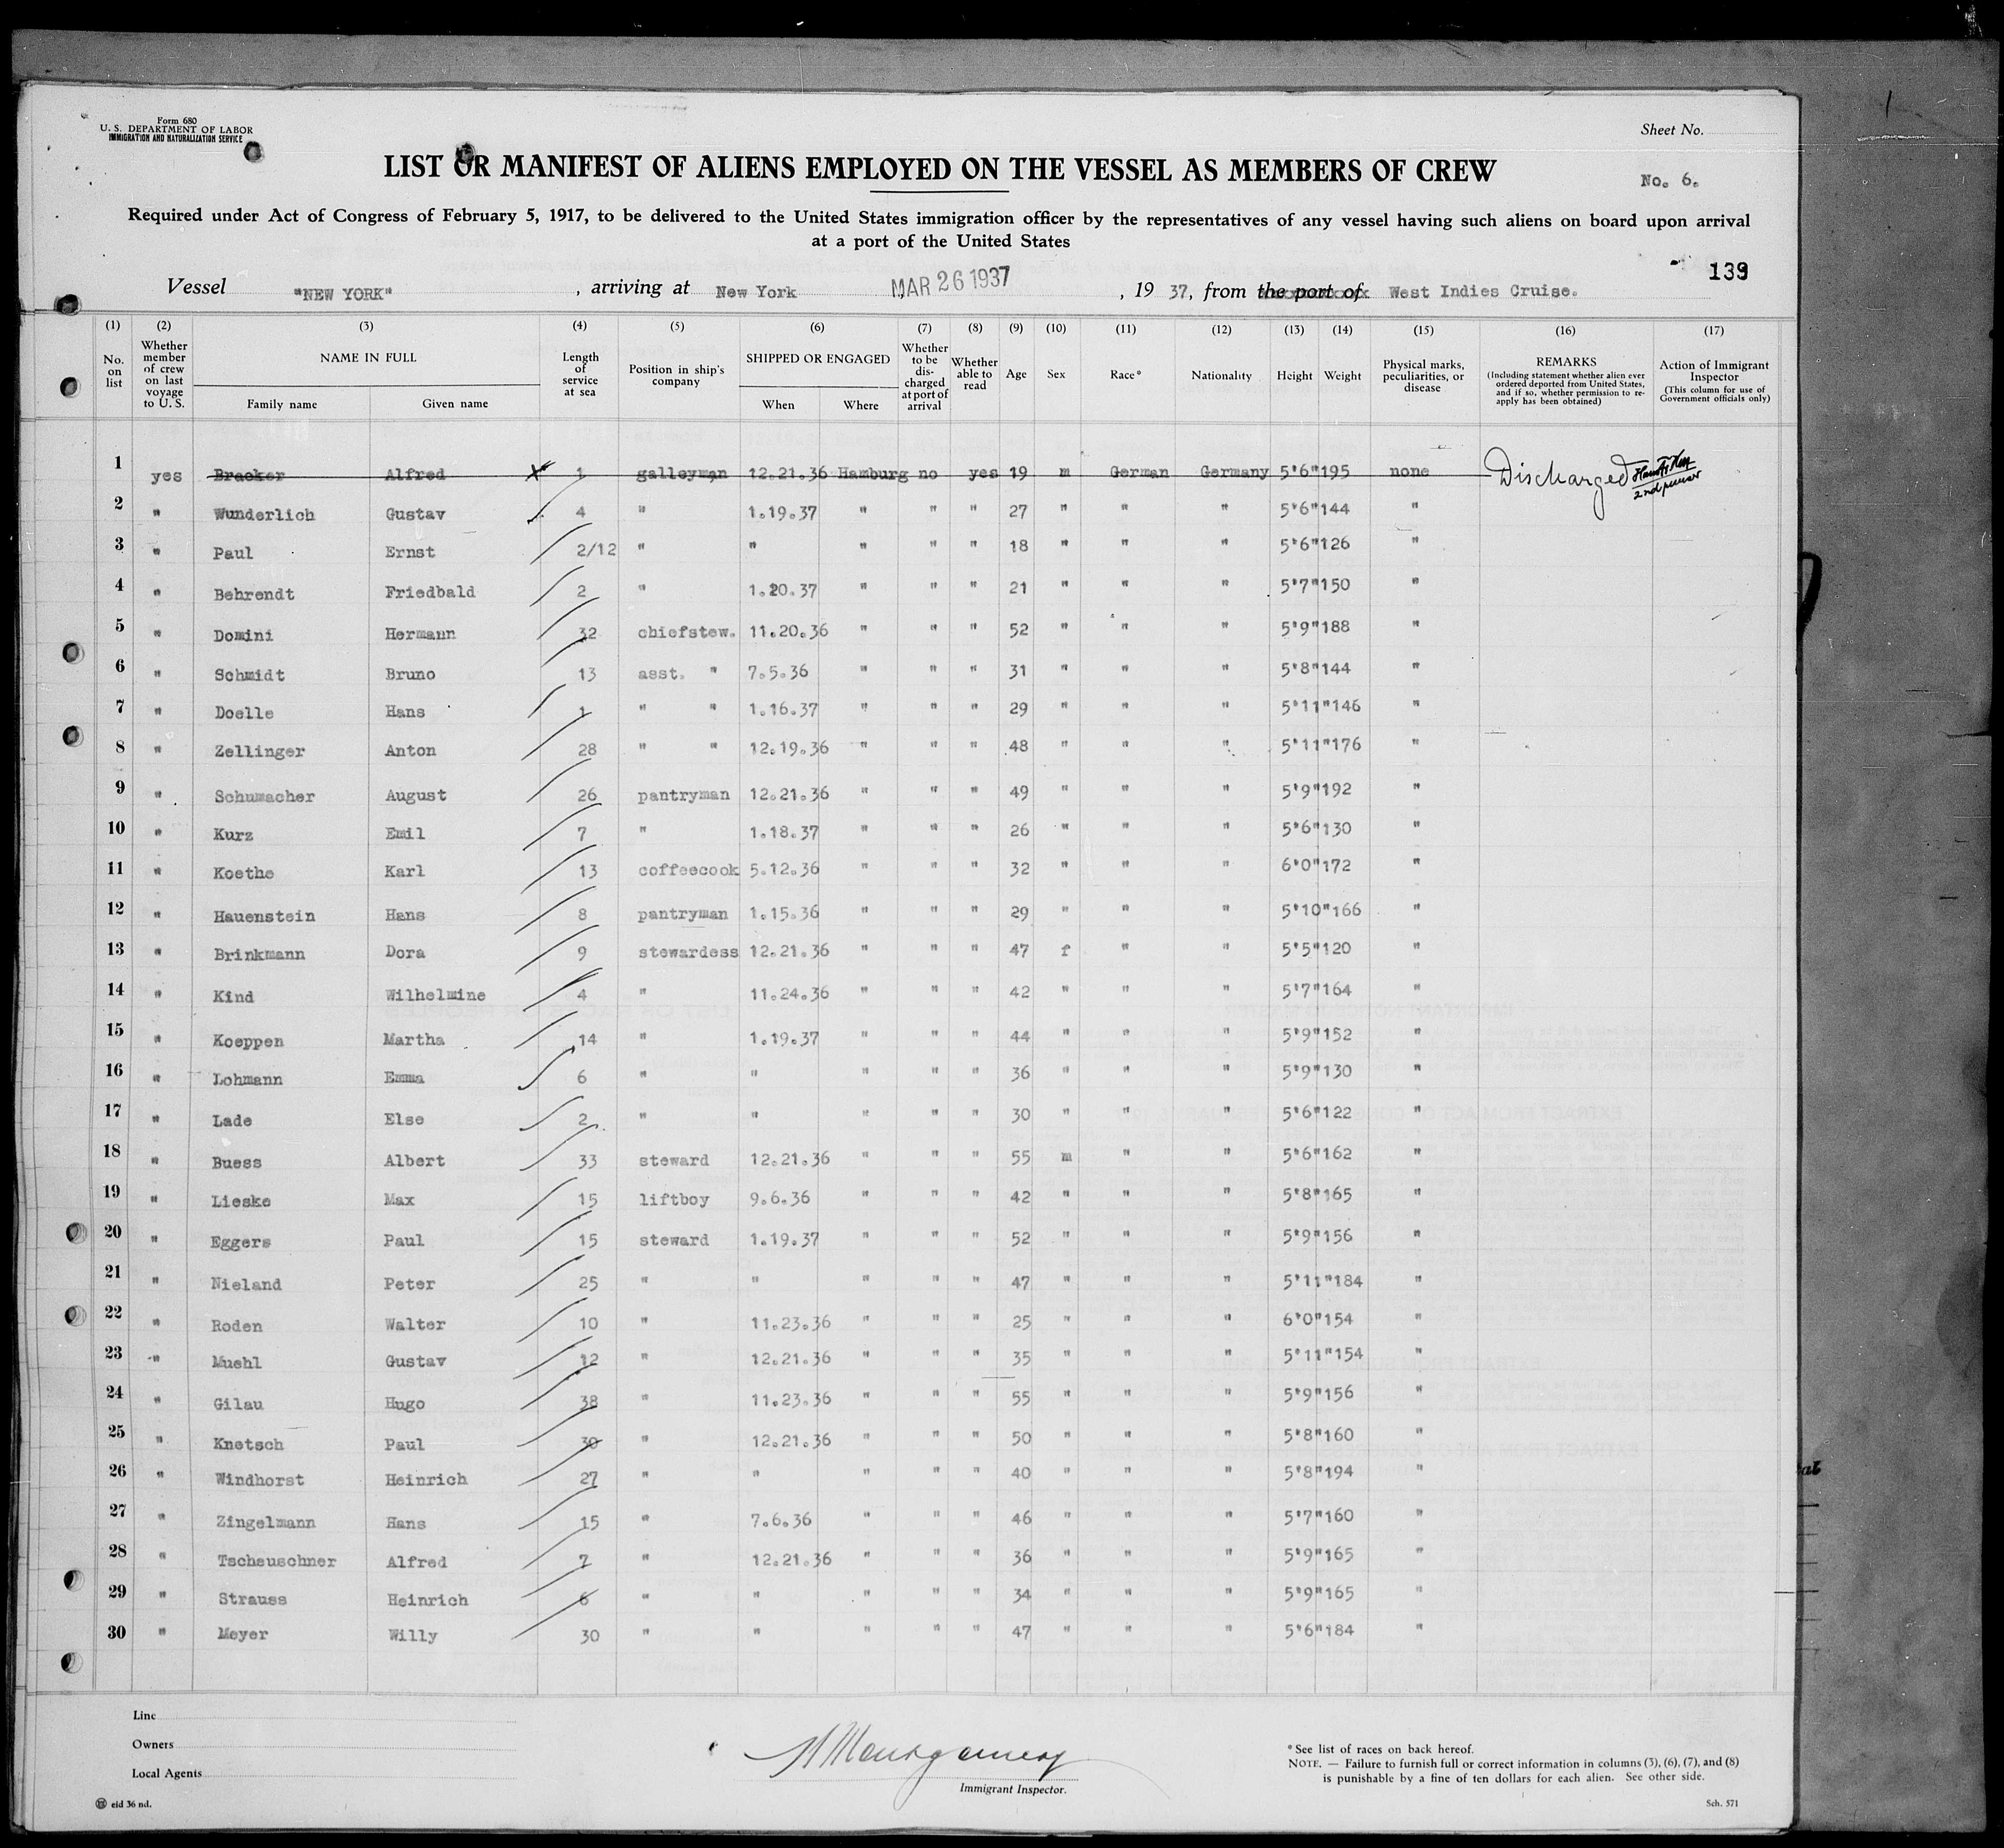 Form 680
U. S. DEPARTMENT OF LABOR
IMMIGRATION AND NATURALIZATION SERVICE
Sheet No.
LIST OR MANIFEST OF ALIENS EMPLOYED ON THE VESSEL AS MEMBERS OF CREW
No. 6.
Required under Act of Congress of February 5, 1917, to be delivered to the United States immigration officer by the representatives of any vessel having such aliens on board upon arrival
at a port of the United States
139
Vessel "NEW YORK" , arriving at New York MAR 26 1937 , 19 37, from the port of West Indies Cruise.
(1) (2) (3) (4) (5) (6) (7) (8) (9) (10) (11) (12) (13) (14) (15) (16) (17)
No. on list Whether member of crew on last voyage to U. S. NAME IN FULL Family name Given name Length of service at sea Position in ship's company SHIPPED OR ENGAGED When Where Whether to be discharged at port of arrival Whether able to read Age Sex Race* Nationality Height Weight Physical marks, peculiarities, or disease REMARKS (Including statement whether alien ever ordered deported from United States, and if so, whether permission to re-apply has been obtained) Action of Immigrant Inspector (This column for use of Government officials only)
1 yes Bracker Alfred 1 galleyman 12.21.36 Hamburg no yes 19 m German Germany 5'6" 195 none Discharged
2 " Wunderlich Gustav 4 " 1.19.37 " " " 27 " " " 5'6" 144 "
3 " Paul Ernst 2/12 " " " " " 18 " " " 5'6" 126 "
4 " Behrendt Friedbald 2 " 1.20.37 " " " 21 " " " 5'7" 150 "
5 " Domini Hermann 32 chiefstew. 11.20.36 " " " 52 " " " 5'9" 188 "
6 " Schmidt Bruno 13 asst. " 7.5.36 " " " 31 " " " 5'8" 144 "
7 " Doelle Hans 1 " " 1.16.37 " " " 29 " " " 5'11" 146 "
8 " Zellinger Anton 28 " " 12.19.36 " " " 48 " " " 5'11" 176 "
9 " Schumacher August 26 pantryman 12.21.36 " " " 49 " " " 5'9" 192 "
10 " Kurz Emil 7 " 1.18.37 " " " 26 " " " 5'6" 130 "
11 " Koethe Karl 13 coffeecook 5.12.36 " " " 32 " " " 6'0" 172 "
12 " Hauenstein Hans 8 pantryman 1.15.36 " " " 29 " " " 5'10" 166 "
13 " Brinkmann Dora 9 stewardess 12.21.36 " " " 47 f " " 5'5" 120 "
14 " Kind Wilhelmine 4 " 11.24.36 " " " 42 " " " 5'7" 164 "
15 " Koeppen Martha 14 " 1.19.37 " " " 44 " " " 5'9" 152 "
16 " Lohmann Emma 6 " " " " " 36 " " " 5'9" 130 "
17 " Lade Else 2 " " " " " 30 " " " 5'6" 122 "
18 " Buess Albert 33 steward 12.21.36 " " " 55 m " " 5'6" 162 "
19 " Lieske Max 15 liftboy 9.6.36 " " " 42 " " " 5'8" 165 "
20 " Eggers Paul 15 steward 1.19.37 " " " 52 " " " 5'9" 156 "
21 " Nieland Peter 25 " " " " " 47 " " " 5'11" 184 "
22 " Roden Walter 10 " 11.23.36 " " " 25 " " " 6'0" 154 "
23 " Muehl Gustav 12 " 12.21.36 " " " 35 " " " 5'11" 154 "
24 " Gilau Hugo 38 " 11.23.36 " " " 55 " " " 5'9" 156 "
25 " Knetsch Paul 30 " 12.21.36 " " " 50 " " " 5'8" 160 "
26 " Windhorst Heinrich 27 " " " " " 40 " " " 5'8" 194 "
27 " Zingelmann Hans 15 " 7.6.36 " " " 46 " " " 5'7" 160 "
28 " Tscheuschner Alfred 7 " 12.21.36 " " " 36 " " " 5'9" 165 "
29 " Strauss Heinrich 6 " " " " " 34 " " " 5'9" 165 "
30 " Meyer Willy 30 " " " " " 47 " " " 5'6" 184 "
Line
Owners
Local Agents
Montgomery
Immigrant Inspector.
* See list of races on back hereof.
NOTE. — Failure to furnish full or correct information in columns (3), (6), (7), and (8)
is punishable by a fine of ten dollars for each alien. See other side.
eid 36 nd.
Sch. 571